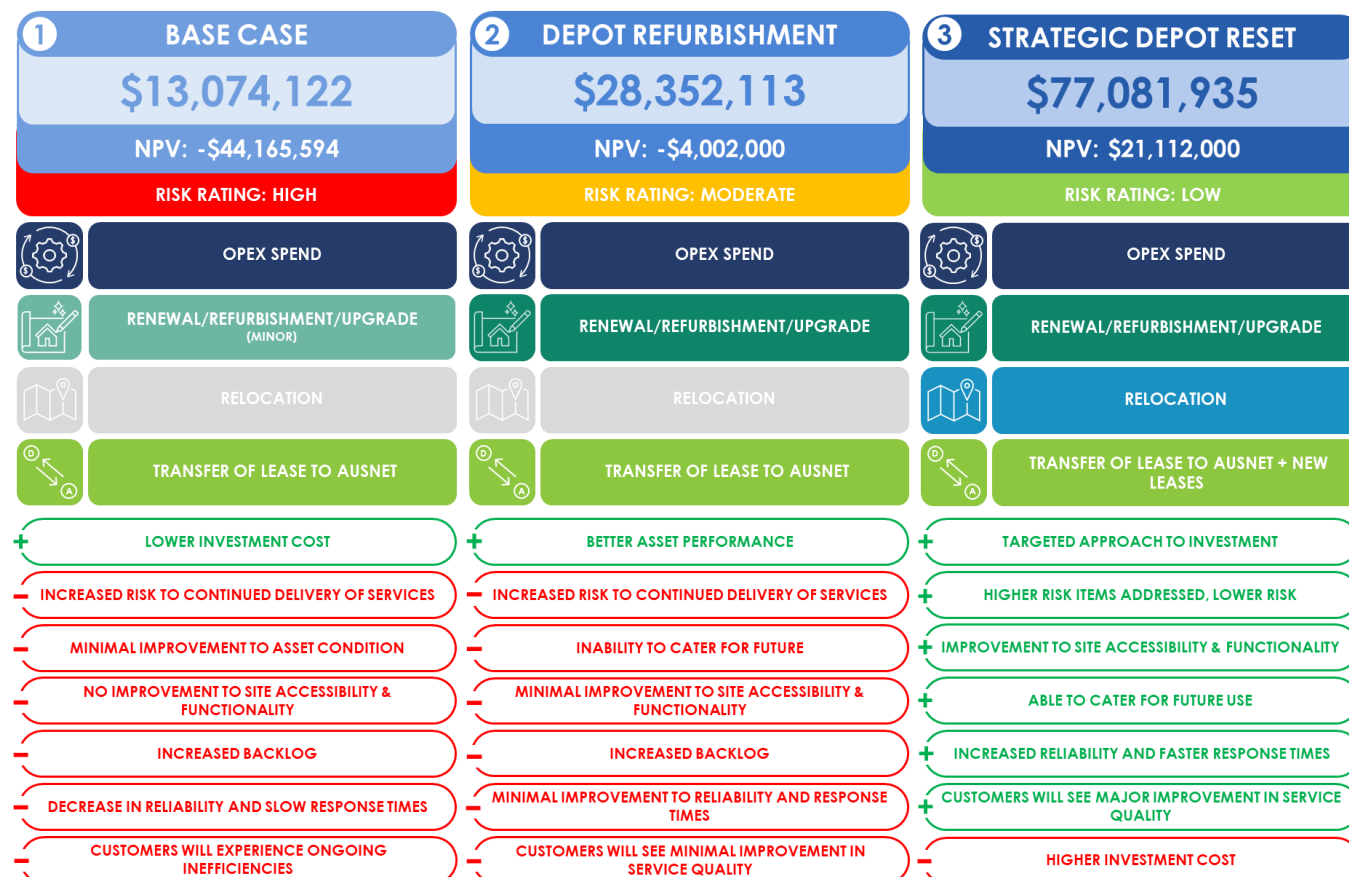 1
BASE CASE
$13,074,122
NPV: -$44,165,594
RISK RATING: HIGH
$
$
OPEX SPEND
RENEWAL/REFURBISHMENT/UPGRADE
(MINOR)
RELOCATION
D
A
TRANSFER OF LEASE TO AUSNET
+
LOWER INVESTMENT COST
–
INCREASED RISK TO CONTINUED DELIVERY OF SERVICES
–
MINIMAL IMPROVEMENT TO ASSET CONDITION
–
NO IMPROVEMENT TO SITE ACCESSIBILITY &
FUNCTIONALITY
–
INCREASED BACKLOG
–
DECREASE IN RELIABILITY AND SLOW RESPONSE TIMES
–
CUSTOMERS WILL EXPERIENCE ONGOING
INEFFICIENCIES
2
DEPOT REFURBISHMENT
$28,352,113
NPV: -$4,002,000
RISK RATING: MODERATE
$
$
OPEX SPEND
RENEWAL/REFURBISHMENT/UPGRADE
RELOCATION
D
A
TRANSFER OF LEASE TO AUSNET
+
BETTER ASSET PERFORMANCE
–
INCREASED RISK TO CONTINUED DELIVERY OF SERVICES
–
INABILITY TO CATER FOR FUTURE
–
MINIMAL IMPROVEMENT TO SITE ACCESSIBILITY &
FUNCTIONALITY
–
INCREASED BACKLOG
–
MINIMAL IMPROVEMENT TO RELIABILITY AND RESPONSE
TIMES
–
CUSTOMERS WILL SEE MINIMAL IMPROVEMENT IN
SERVICE QUALITY
3
STRATEGIC DEPOT RESET
$77,081,935
NPV: $21,112,000
RISK RATING: LOW
$
$
OPEX SPEND
RENEWAL/REFURBISHMENT/UPGRADE
RELOCATION
D
A
TRANSFER OF LEASE TO AUSNET + NEW
LEASES
+
TARGETED APPROACH TO INVESTMENT
+
HIGHER RISK ITEMS ADDRESSED, LOWER RISK
+
IMPROVEMENT TO SITE ACCESSIBILITY & FUNCTIONALITY
+
ABLE TO CATER FOR FUTURE USE
+
INCREASED RELIABILITY AND FASTER RESPONSE TIMES
+
CUSTOMERS WILL SEE MAJOR IMPROVEMENT IN SERVICE
QUALITY
–
HIGHER INVESTMENT COST